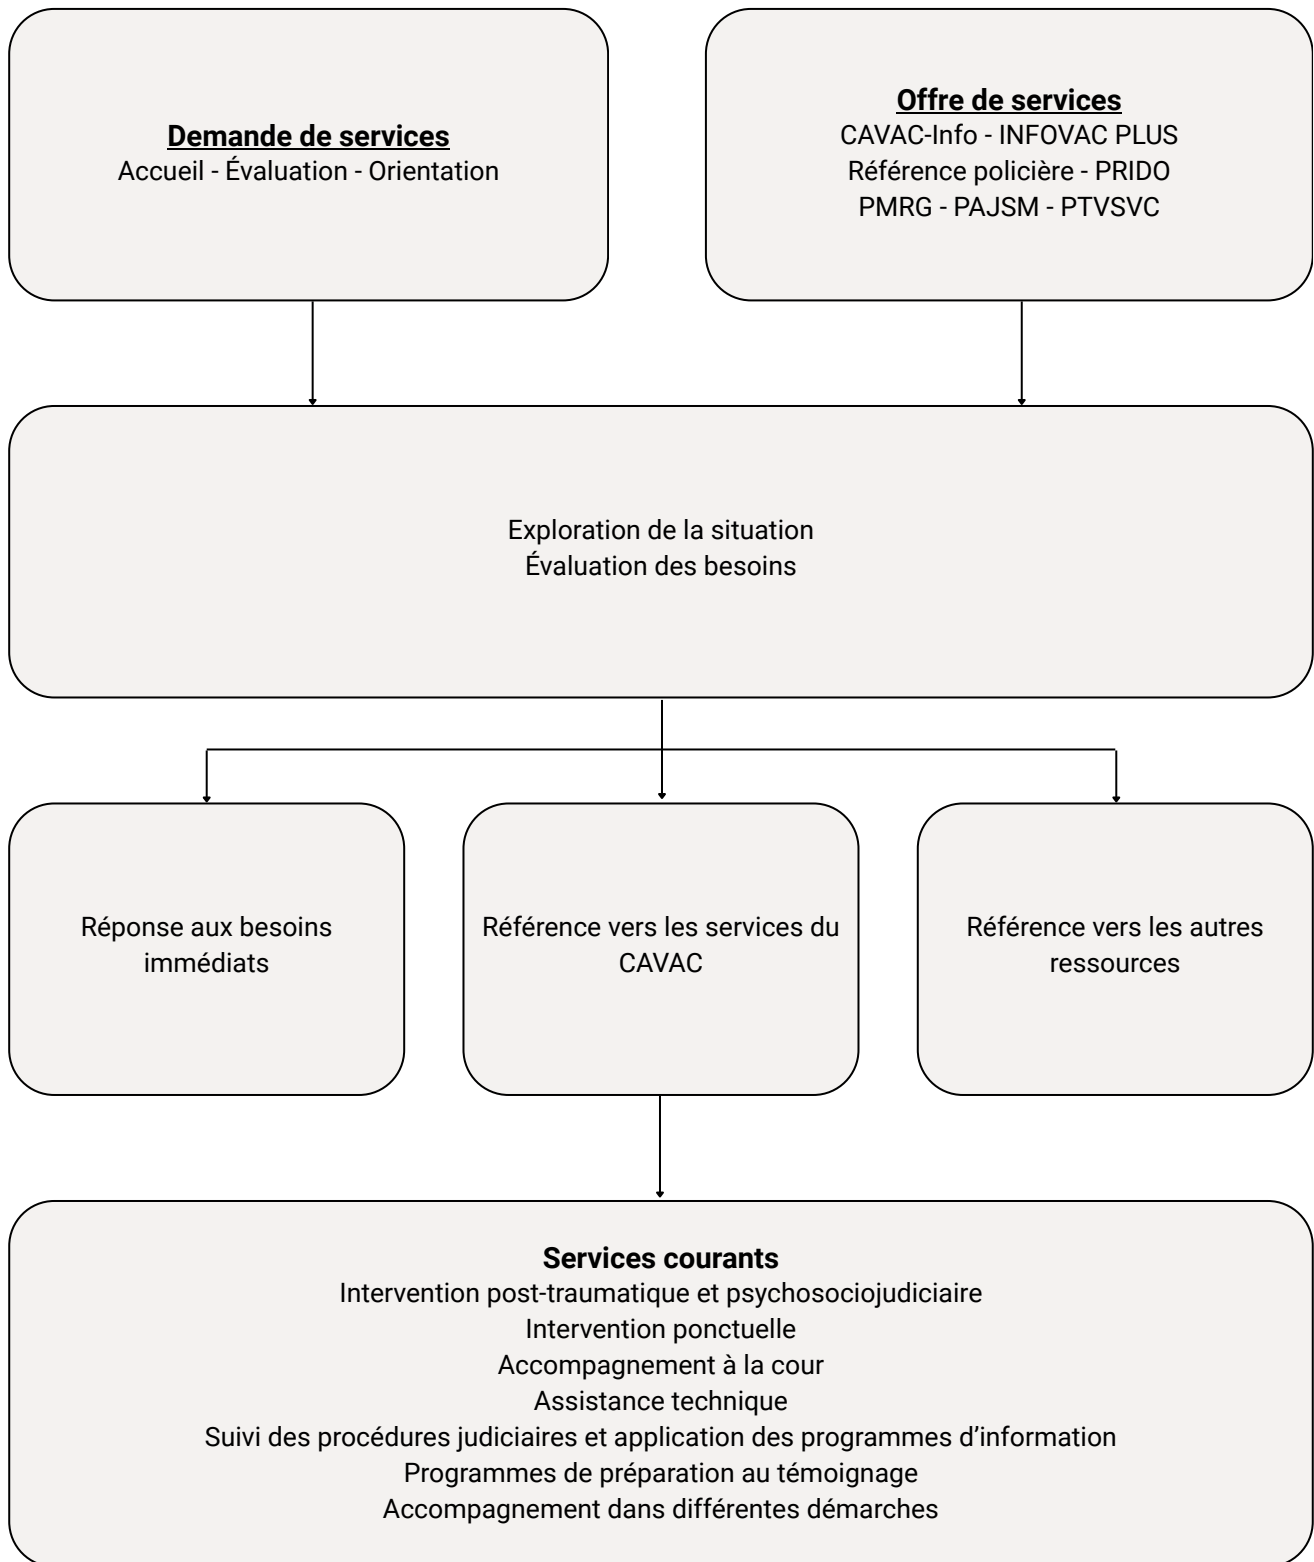 Demande de services
Accueil - Évaluation - Orientation
Offre de services
CAVAC-Info - INFOVAC PLUS
Référence policière - PRIDO
PMRG - PAJSM - PTVSVC
Exploration de la situation
Évaluation des besoins
Réponse aux besoins
immédiats
Référence vers les services du
CAVAC
Référence vers les autres
ressources
Services courants
Intervention post-traumatique et psychosociojudiciaire
Intervention ponctuelle
Accompagnement à la cour
Assistance technique
Suivi des procédures judiciaires et application des programmes d’information
Programmes de préparation au témoignage
Accompagnement dans différentes démarches